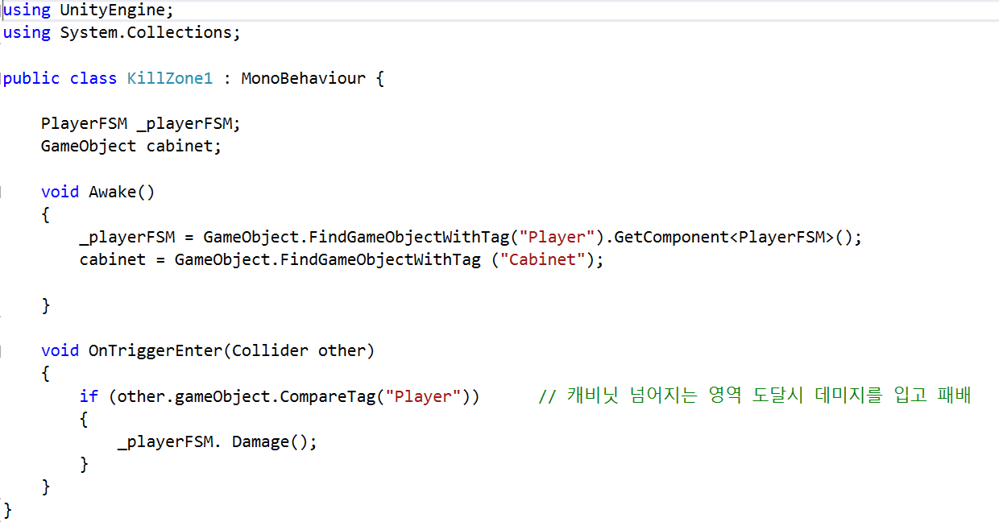 using UnityEngine;
using System.Collections;
public class KillZone1 : MonoBehaviour {
PlayerFSM _playerFSM;
GameObject cabinet;
void Awake()
{
_playerFSM = GameObject.FindGameObjectWithTag("Player").GetComponent<PlayerFSM>();
cabinet = GameObject.FindGameObjectWithTag ("Cabinet");
}
void OnTriggerEnter(Collider other)
{
if (other.gameObject.CompareTag("Player")) // 캐비닛 넘어지는 영역 도달시 데미지를 입고 패배
{
_playerFSM. Damage();
}
}
}